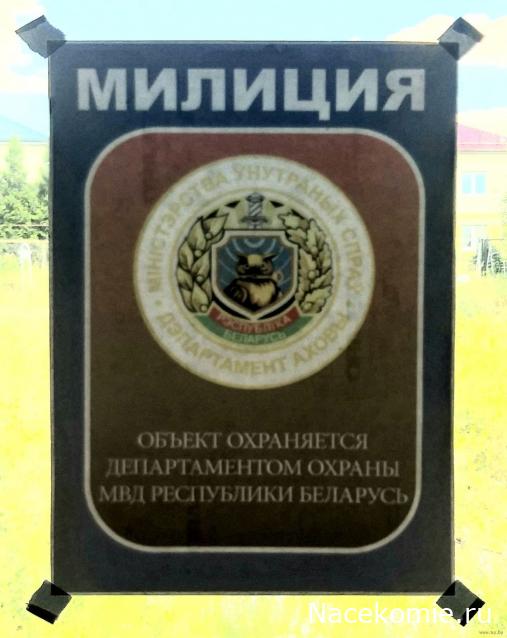 МИЛИЦИЯ
МІНІСТЭРСТВА УНУТРАНЫХ СПРАЎ
РЭСПУБЛІКА
БЕЛАРУСЬ
ДЭПАРТАМЕНТ АХОВЫ
ОБЪЕКТ ОХРАНЯЕТСЯ
ДЕПАРТАМЕНТОМ ОХРАНЫ
МВД РЕСПУБЛИКИ БЕЛАРУСЬ
Nacekomie.ru